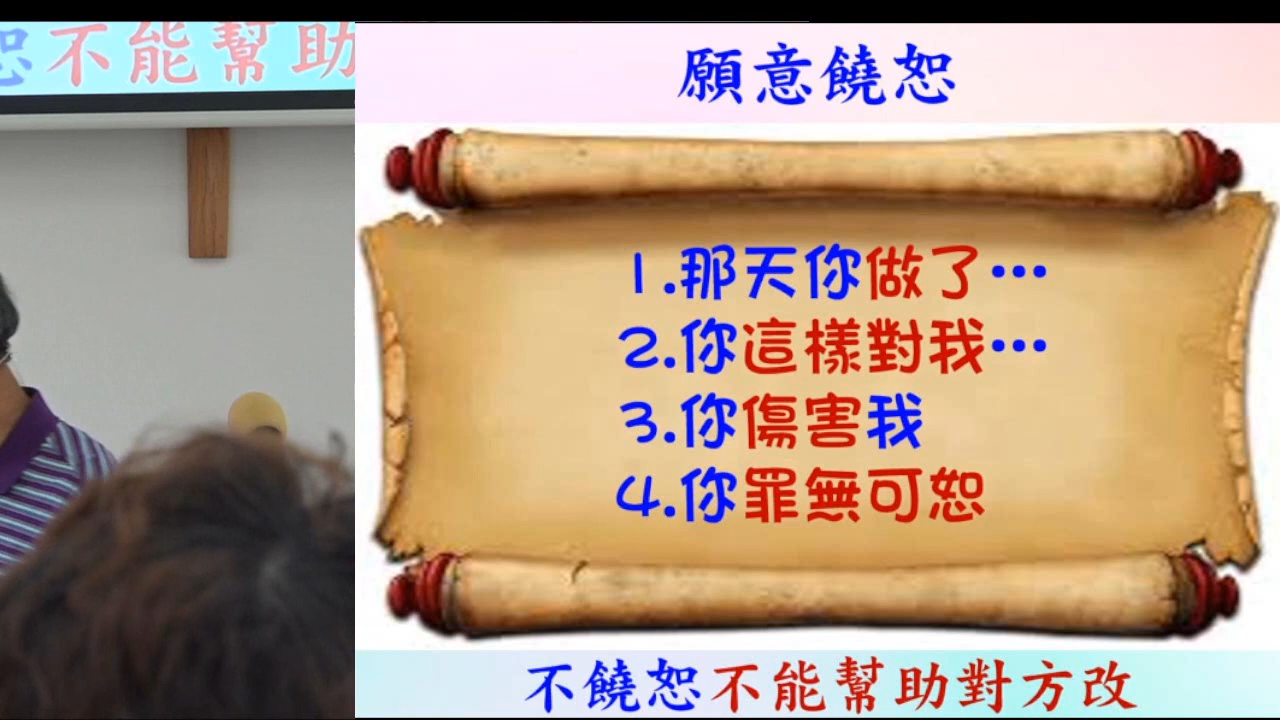 恕不能幫助
願意饒恕
1.那天你做了…
2.你這樣對我…
3.你傷害我
4.你罪無可恕
不饒恕不能幫助對方改